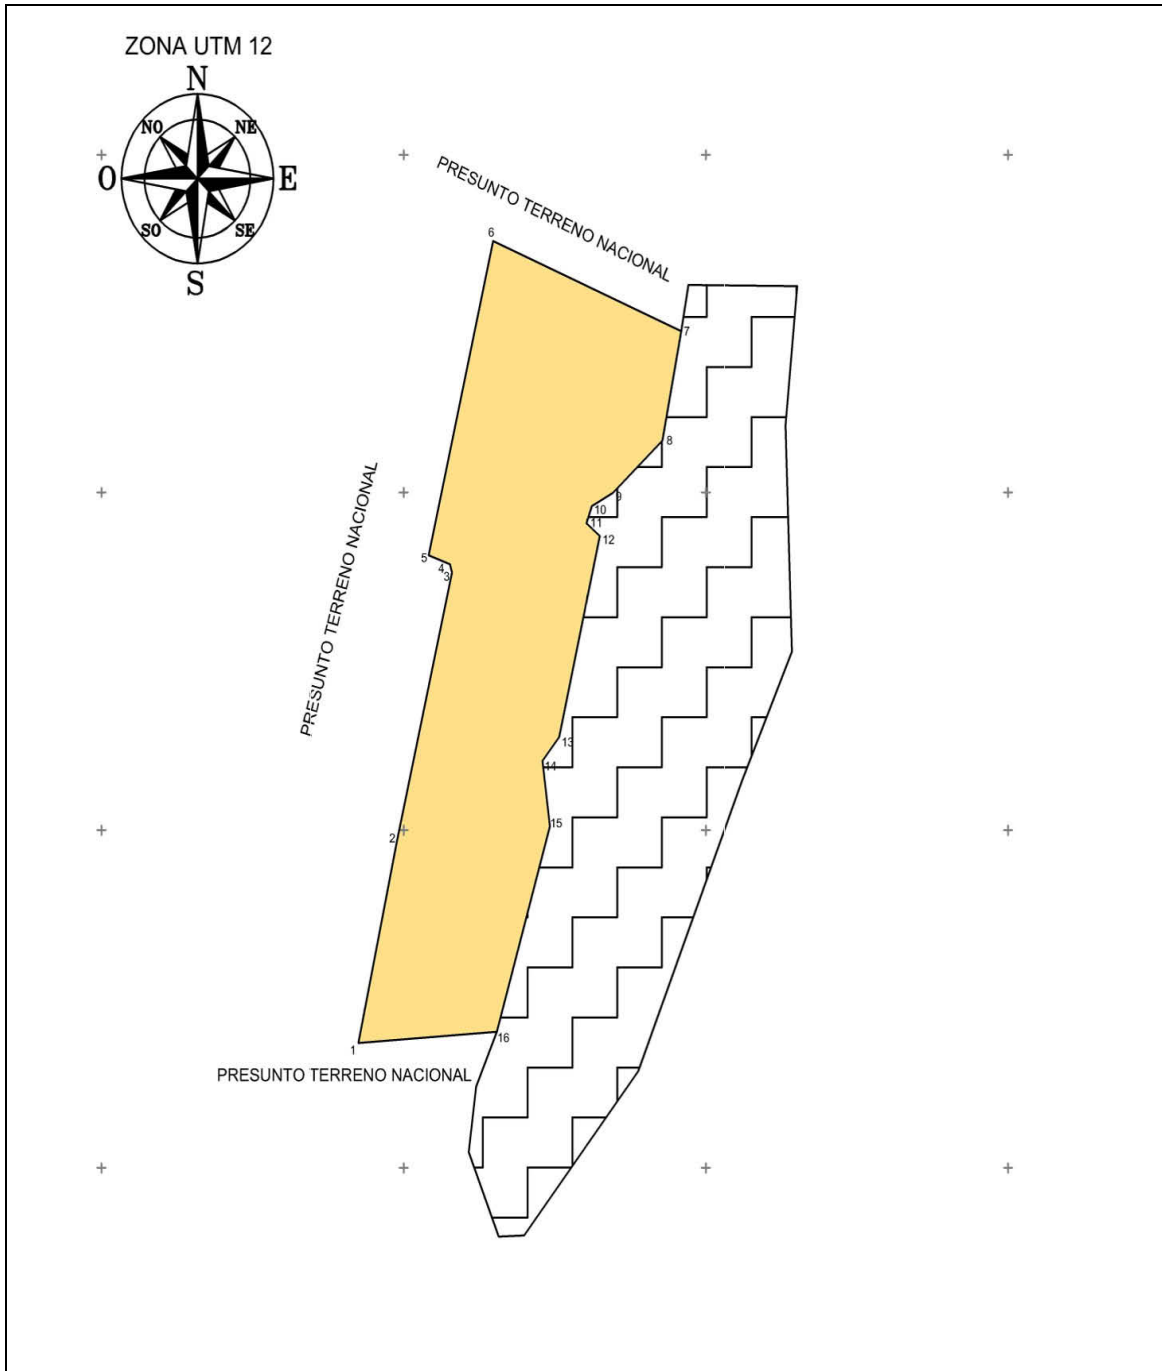 ZONA UTM 12
N
NO
NE
O
E
SO
SE
S
PRESUNTO TERRENO NACIONAL
6
7
8
9
10
11
12
5
4
3
PRESUNTO TERRENO NACIONAL
13
14
15
2
16
1
PRESUNTO TERRENO NACIONAL